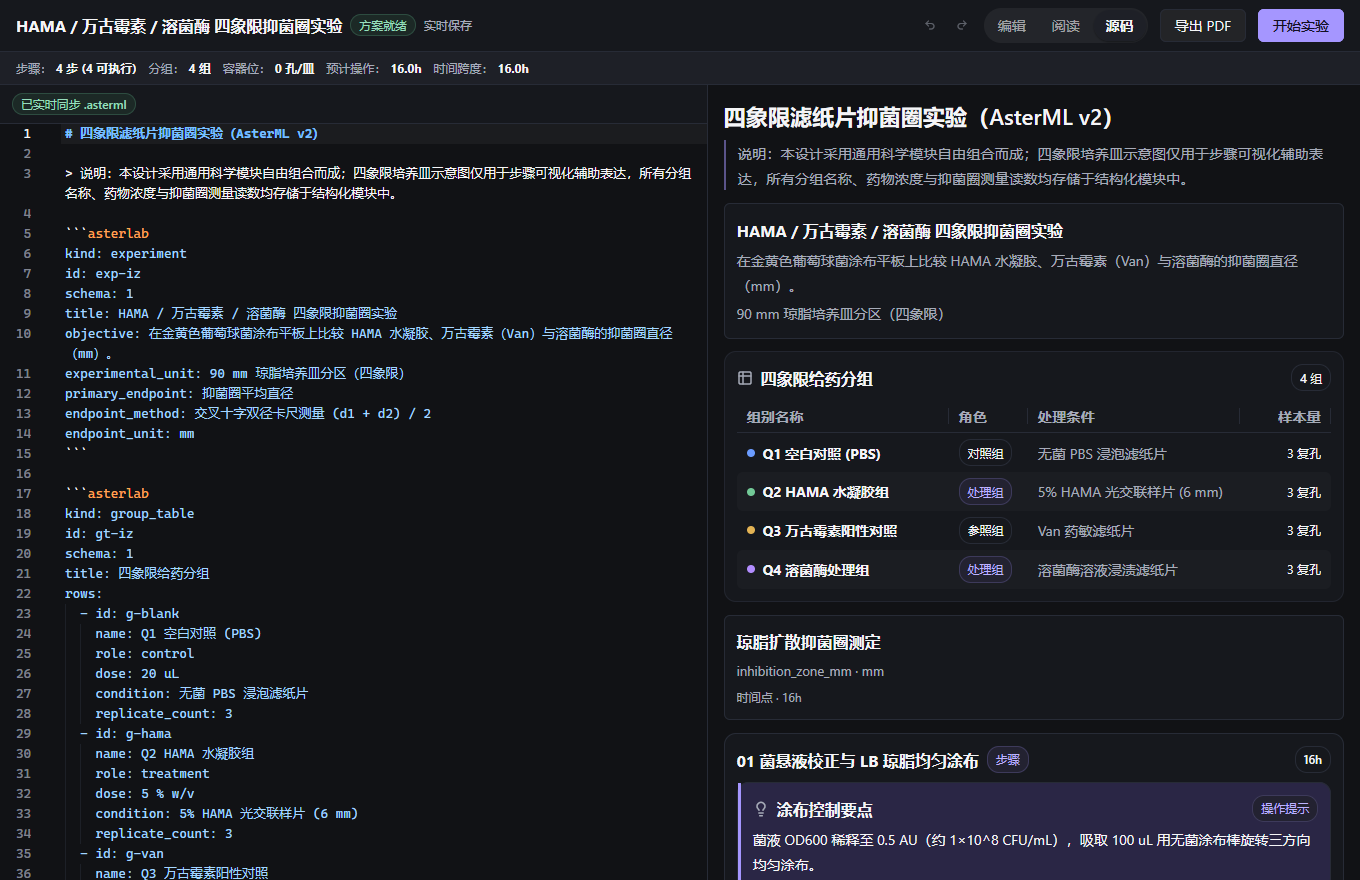 HAMA / 万古霉素 / 溶菌酶 四象限抑菌圈实验 方案就绪 实时保存
编辑 阅读 源码 导出 PDF 开始实验
步骤： 4 步 (4 可执行) 分组： 4 组 容器位： 0 孔/皿 预计操作： 16.0h 时间跨度： 16.0h
已实时同步 .asterml
1 # 四象限滤纸片抑菌圈实验 (AsterML v2)
2
3 > 说明：本设计采用通用科学模块自由组合而成；四象限培养皿示意图仅用于步骤可视化辅助表达，所有分组
名称、药物浓度与抑菌圈测量读数均存储于结构化模块中。
4
5 ```asterlab
6 kind: experiment
7 id: exp-iz
8 schema: 1
9 title: HAMA / 万古霉素 / 溶菌酶 四象限抑菌圈实验
10 objective: 在金黄色葡萄球菌涂布平板上比较 HAMA 水凝胶、万古霉素（Van）与溶菌酶的抑菌圈直径
（mm）。
11 experimental_unit: 90 mm 琼脂培养皿分区（四象限）
12 primary_endpoint: 抑菌圈平均直径
13 endpoint_method: 交叉十字双径卡尺测量 (d1 + d2) / 2
14 endpoint_unit: mm
15 ```
16
17 ```asterlab
18 kind: group_table
19 id: gt-iz
20 schema: 1
21 title: 四象限给药分组
22 rows:
23 - id: g-blank
24 name: Q1 空白对照 (PBS)
25 role: control
26 dose: 20 uL
27 condition: 无菌 PBS 浸泡滤纸片
28 replicate_count: 3
29 - id: g-hama
30 name: Q2 HAMA 水凝胶组
31 role: treatment
32 dose: 5 % w/v
33 condition: 5% HAMA 光交联样片 (6 mm)
34 replicate_count: 3
35 - id: g-van
36 name: Q3 万古霉素阳性对照
四象限滤纸片抑菌圈实验（AsterML v2）
说明：本设计采用通用科学模块自由组合而成；四象限培养皿示意图仅用于步骤可视化辅助表
达，所有分组名称、药物浓度与抑菌圈测量读数均存储于结构化模块中。
HAMA / 万古霉素 / 溶菌酶 四象限抑菌圈实验
在金黄色葡萄球菌涂布平板上比较 HAMA 水凝胶、万古霉素（Van）与溶菌酶的抑菌圈直径
（mm）。
90 mm 琼脂培养皿分区（四象限）
四象限给药分组 4 组
组别名称 角色 处理条件 样本量
Q1 空白对照 (PBS) 对照组 无菌 PBS 浸泡滤纸片 3 复孔
Q2 HAMA 水凝胶组 处理组 5% HAMA 光交联样片 (6 mm) 3 复孔
Q3 万古霉素阳性对照 参照组 Van 药敏滤纸片 3 复孔
Q4 溶菌酶处理组 处理组 溶菌酶溶液浸渍滤纸片 3 复孔
琼脂扩散抑菌圈测定
inhibition_zone_mm · mm
时间点 · 16h
01 菌悬液校正与 LB 琼脂均匀涂布 步骤 16h
涂布控制要点 操作提示
菌液 OD600 稀释至 0.5 AU（约 1×10^8 CFU/mL），吸取 100 uL 用无菌涂布棒旋转三方向
均匀涂布。